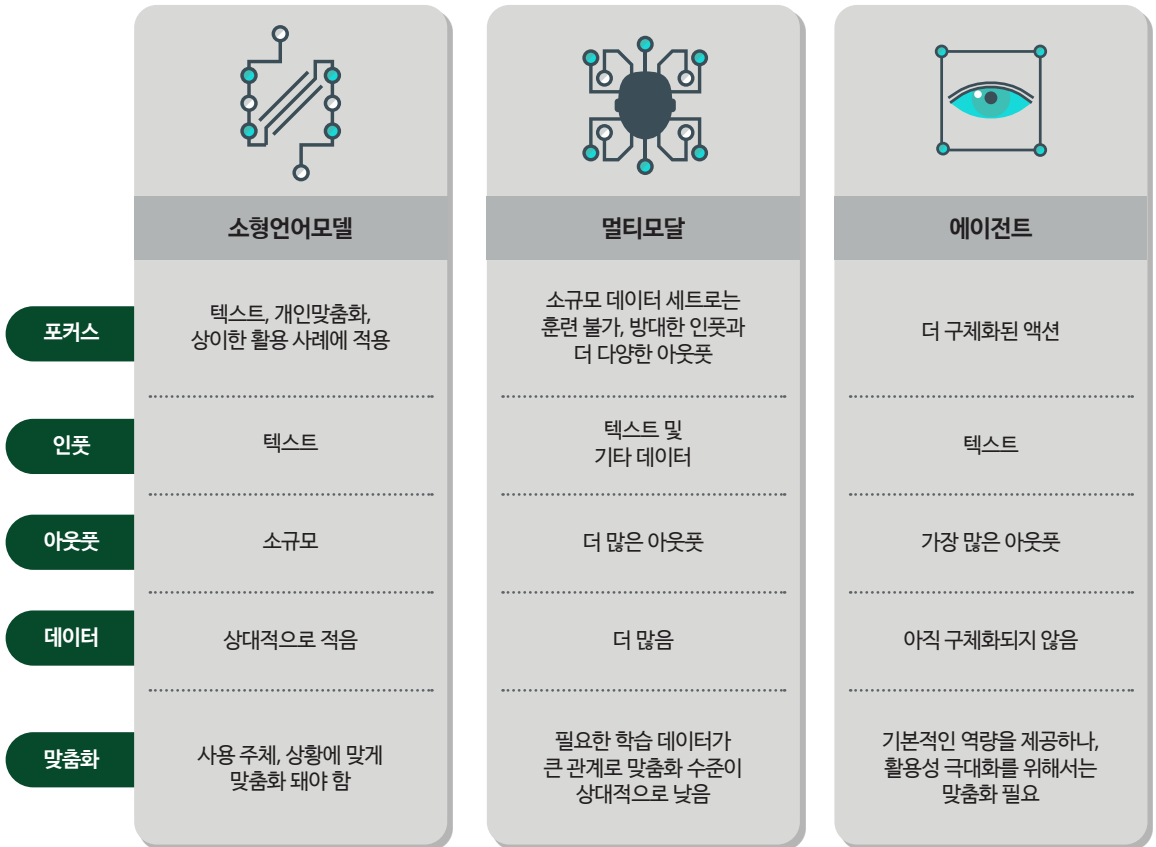 소형언어모델
멀티모달
에이전트
포커스
텍스트, 개인맞춤화,
상이한 활용 사례에 적용
소규모 데이터 세트로는
훈련 불가, 방대한 인풋과
더 다양한 아웃풋
더 구체화된 액션
인풋
텍스트
텍스트 및
기타 데이터
텍스트
아웃풋
소규모
더 많은 아웃풋
가장 많은 아웃풋
데이터
상대적으로 적음
더 많음
아직 구체화되지 않음
맞춤화
사용 주체, 상황에 맞게
맞춤화 돼야 함
필요한 학습 데이터가
큰 관계로 맞춤화 수준이
상대적으로 낮음
기본적인 역량을 제공하나,
활용성 극대화를 위해서는
맞춤화 필요